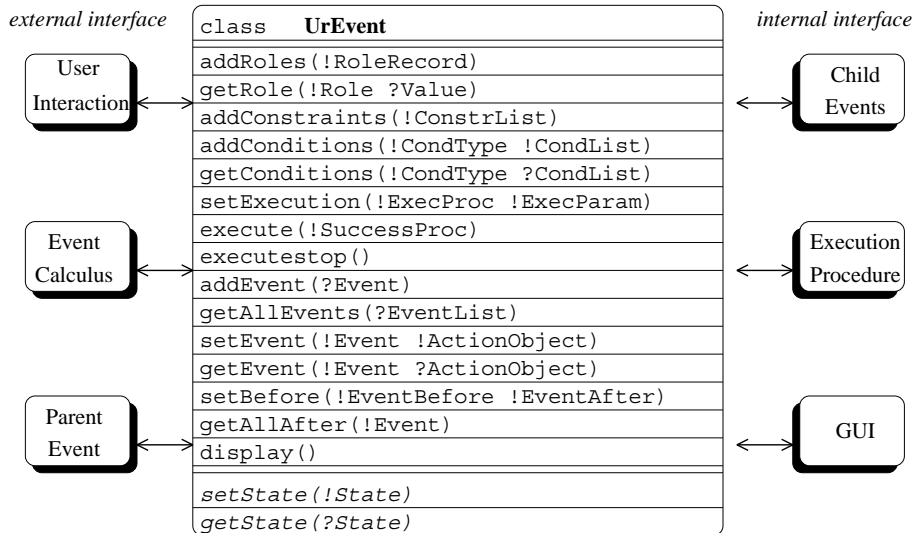 external interface
internal interface
class UrEvent
addRoles(!RoleRecord)
getRole(!Role ?Value)
addConstraints(!ConstrList)
addConditions(!CondType !CondList)
getConditions(!CondType ?CondList)
setExecution(!ExecProc !ExecParam)
execute(!SuccessProc)
executestop()
addEvent(?Event)
getAllEvents(?EventList)
setEvent(!Event !ActionObject)
getEvent(!Event ?ActionObject)
setBefore(!EventBefore !EventAfter)
getAllAfter(!Event)
display()
setState(!State)
getState(?State)
User
Interaction
Event
Calculus
Parent
Event
Child
Events
Execution
Procedure
GUI